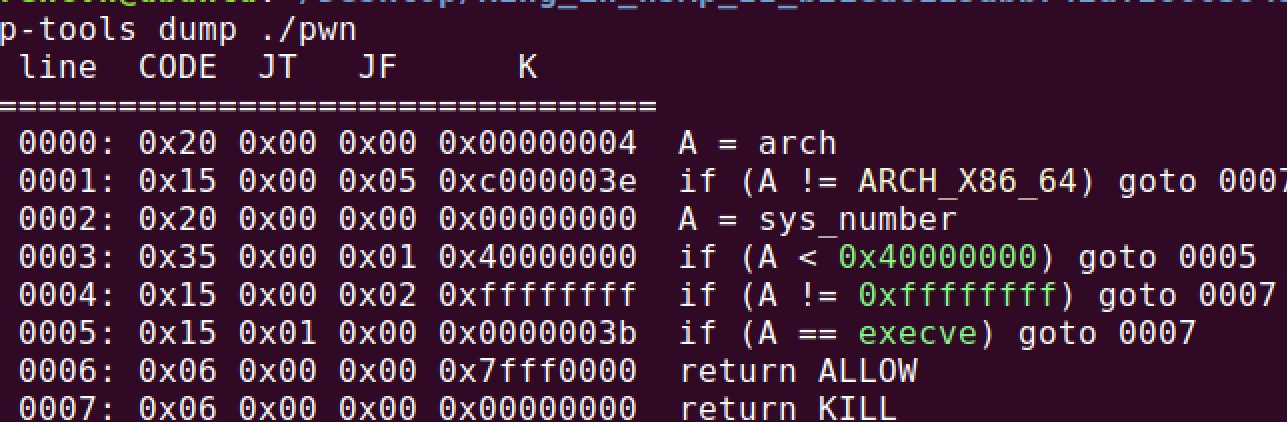 p-tools dump ./pwn
line  CODE  JT   JF      K
=================================
0000: 0x20 0x00 0x00 0x00000004  A = arch
0001: 0x15 0x00 0x05 0xc000003e  if (A != ARCH_X86_64) goto 0007
0002: 0x20 0x00 0x00 0x00000000  A = sys_number
0003: 0x35 0x00 0x01 0x40000000  if (A < 0x40000000) goto 0005
0004: 0x15 0x00 0x02 0xffffffff  if (A != 0xffffffff) goto 0007
0005: 0x15 0x01 0x00 0x0000003b  if (A == execve) goto 0007
0006: 0x06 0x00 0x00 0x7fff0000  return ALLOW
0007: 0x06 0x00 0x00 0x00000000  return KILL